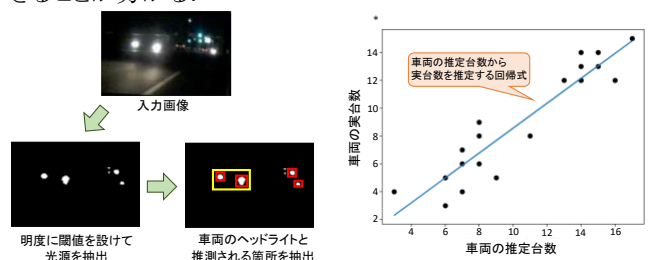 入力画像
明度に閾値を設けて
光源を抽出
車両のヘッドライトと
推測される箇所を抽出
*
車両の推定台数から
実台数を推定する回帰式
車両の実台数
14
12
10
8
6
4
2
4 6 8 10 12 14 16
車両の推定台数